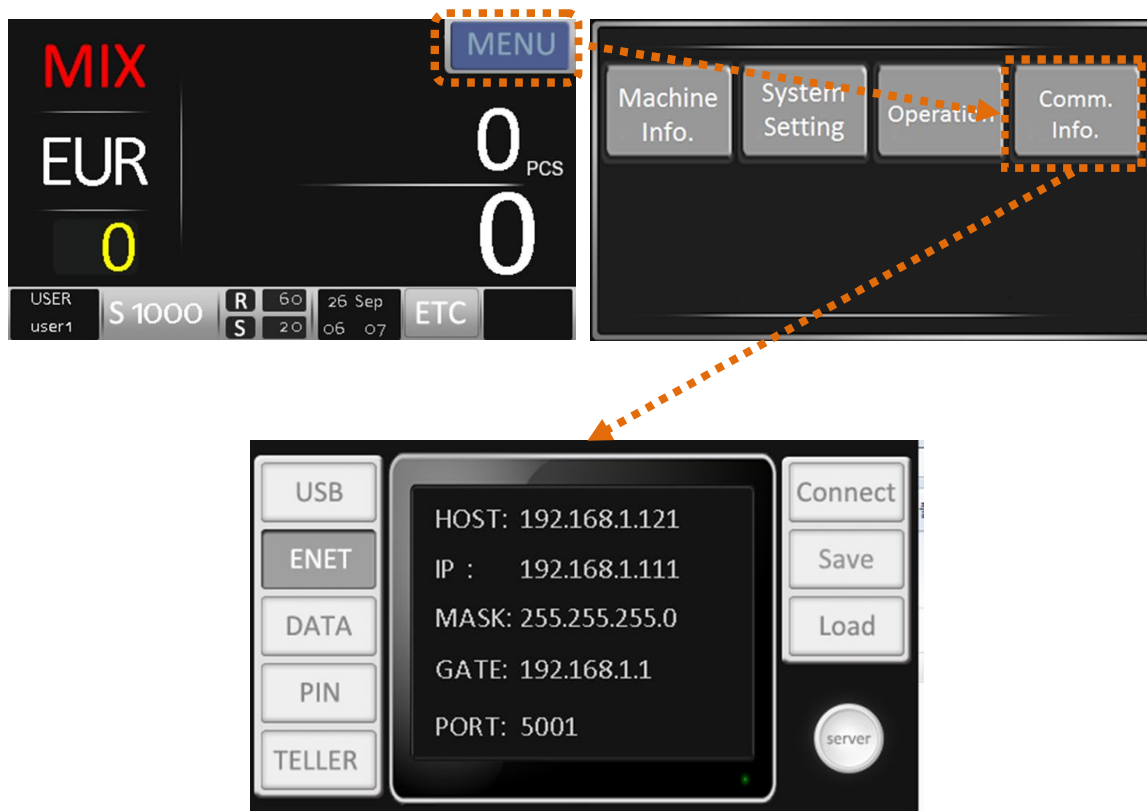 MIX
MENU
EUR
0 PCS
0
0
USER
user1
S 1000
R 60
S 20
26 Sep
06 07
ETC
Machine
Info.
System
Setting
Operation
Comm.
Info.
USB
ENET
DATA
PIN
TELLER
HOST: 192.168.1.121
IP : 192.168.1.111
MASK: 255.255.255.0
GATE: 192.168.1.1
PORT: 5001
Connect
Save
Load
server